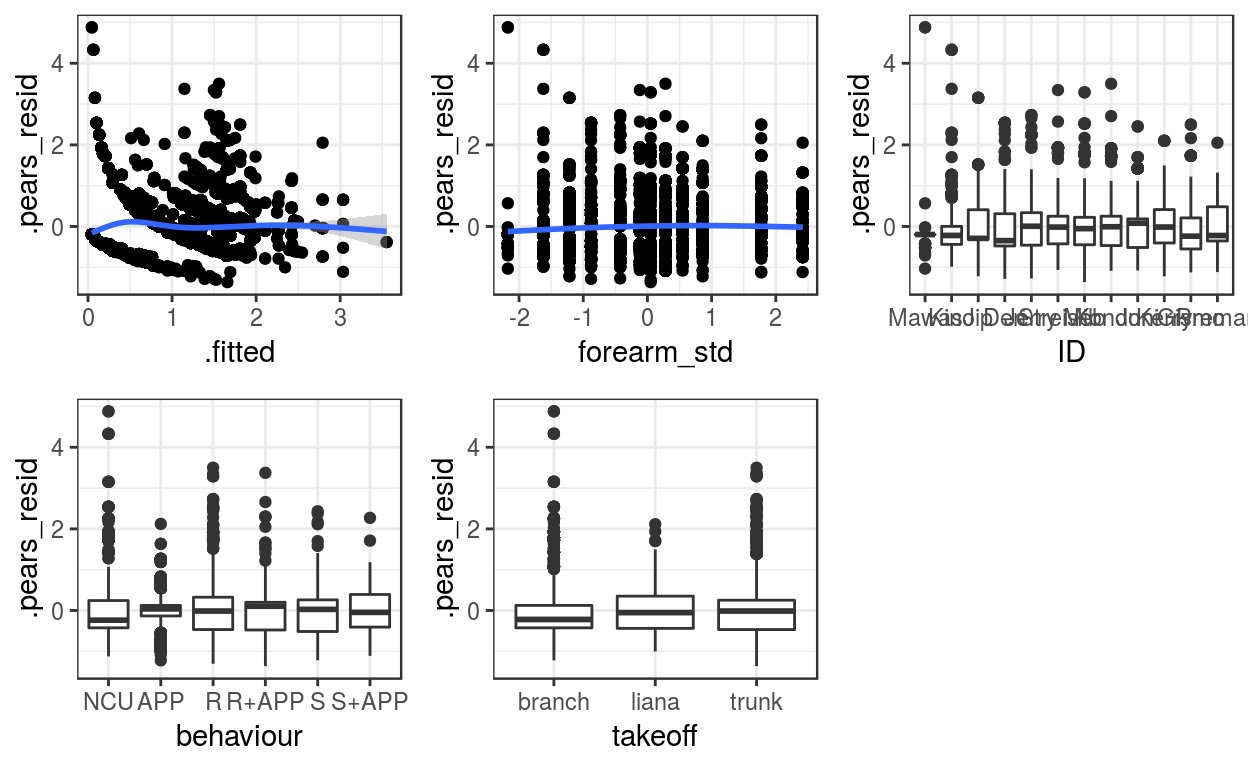 .pears_resid
4
2
0
0
1
2
3
.fitted
.pears_resid
4
2
0
-2
-1
0
1
2
forearm_std
.pears_resid
4
2
0
ID
.pears_resid
4
2
0
NCU APP R R+APP S S+APP
behaviour
.pears_resid
4
2
0
branch liana trunk
takeoff